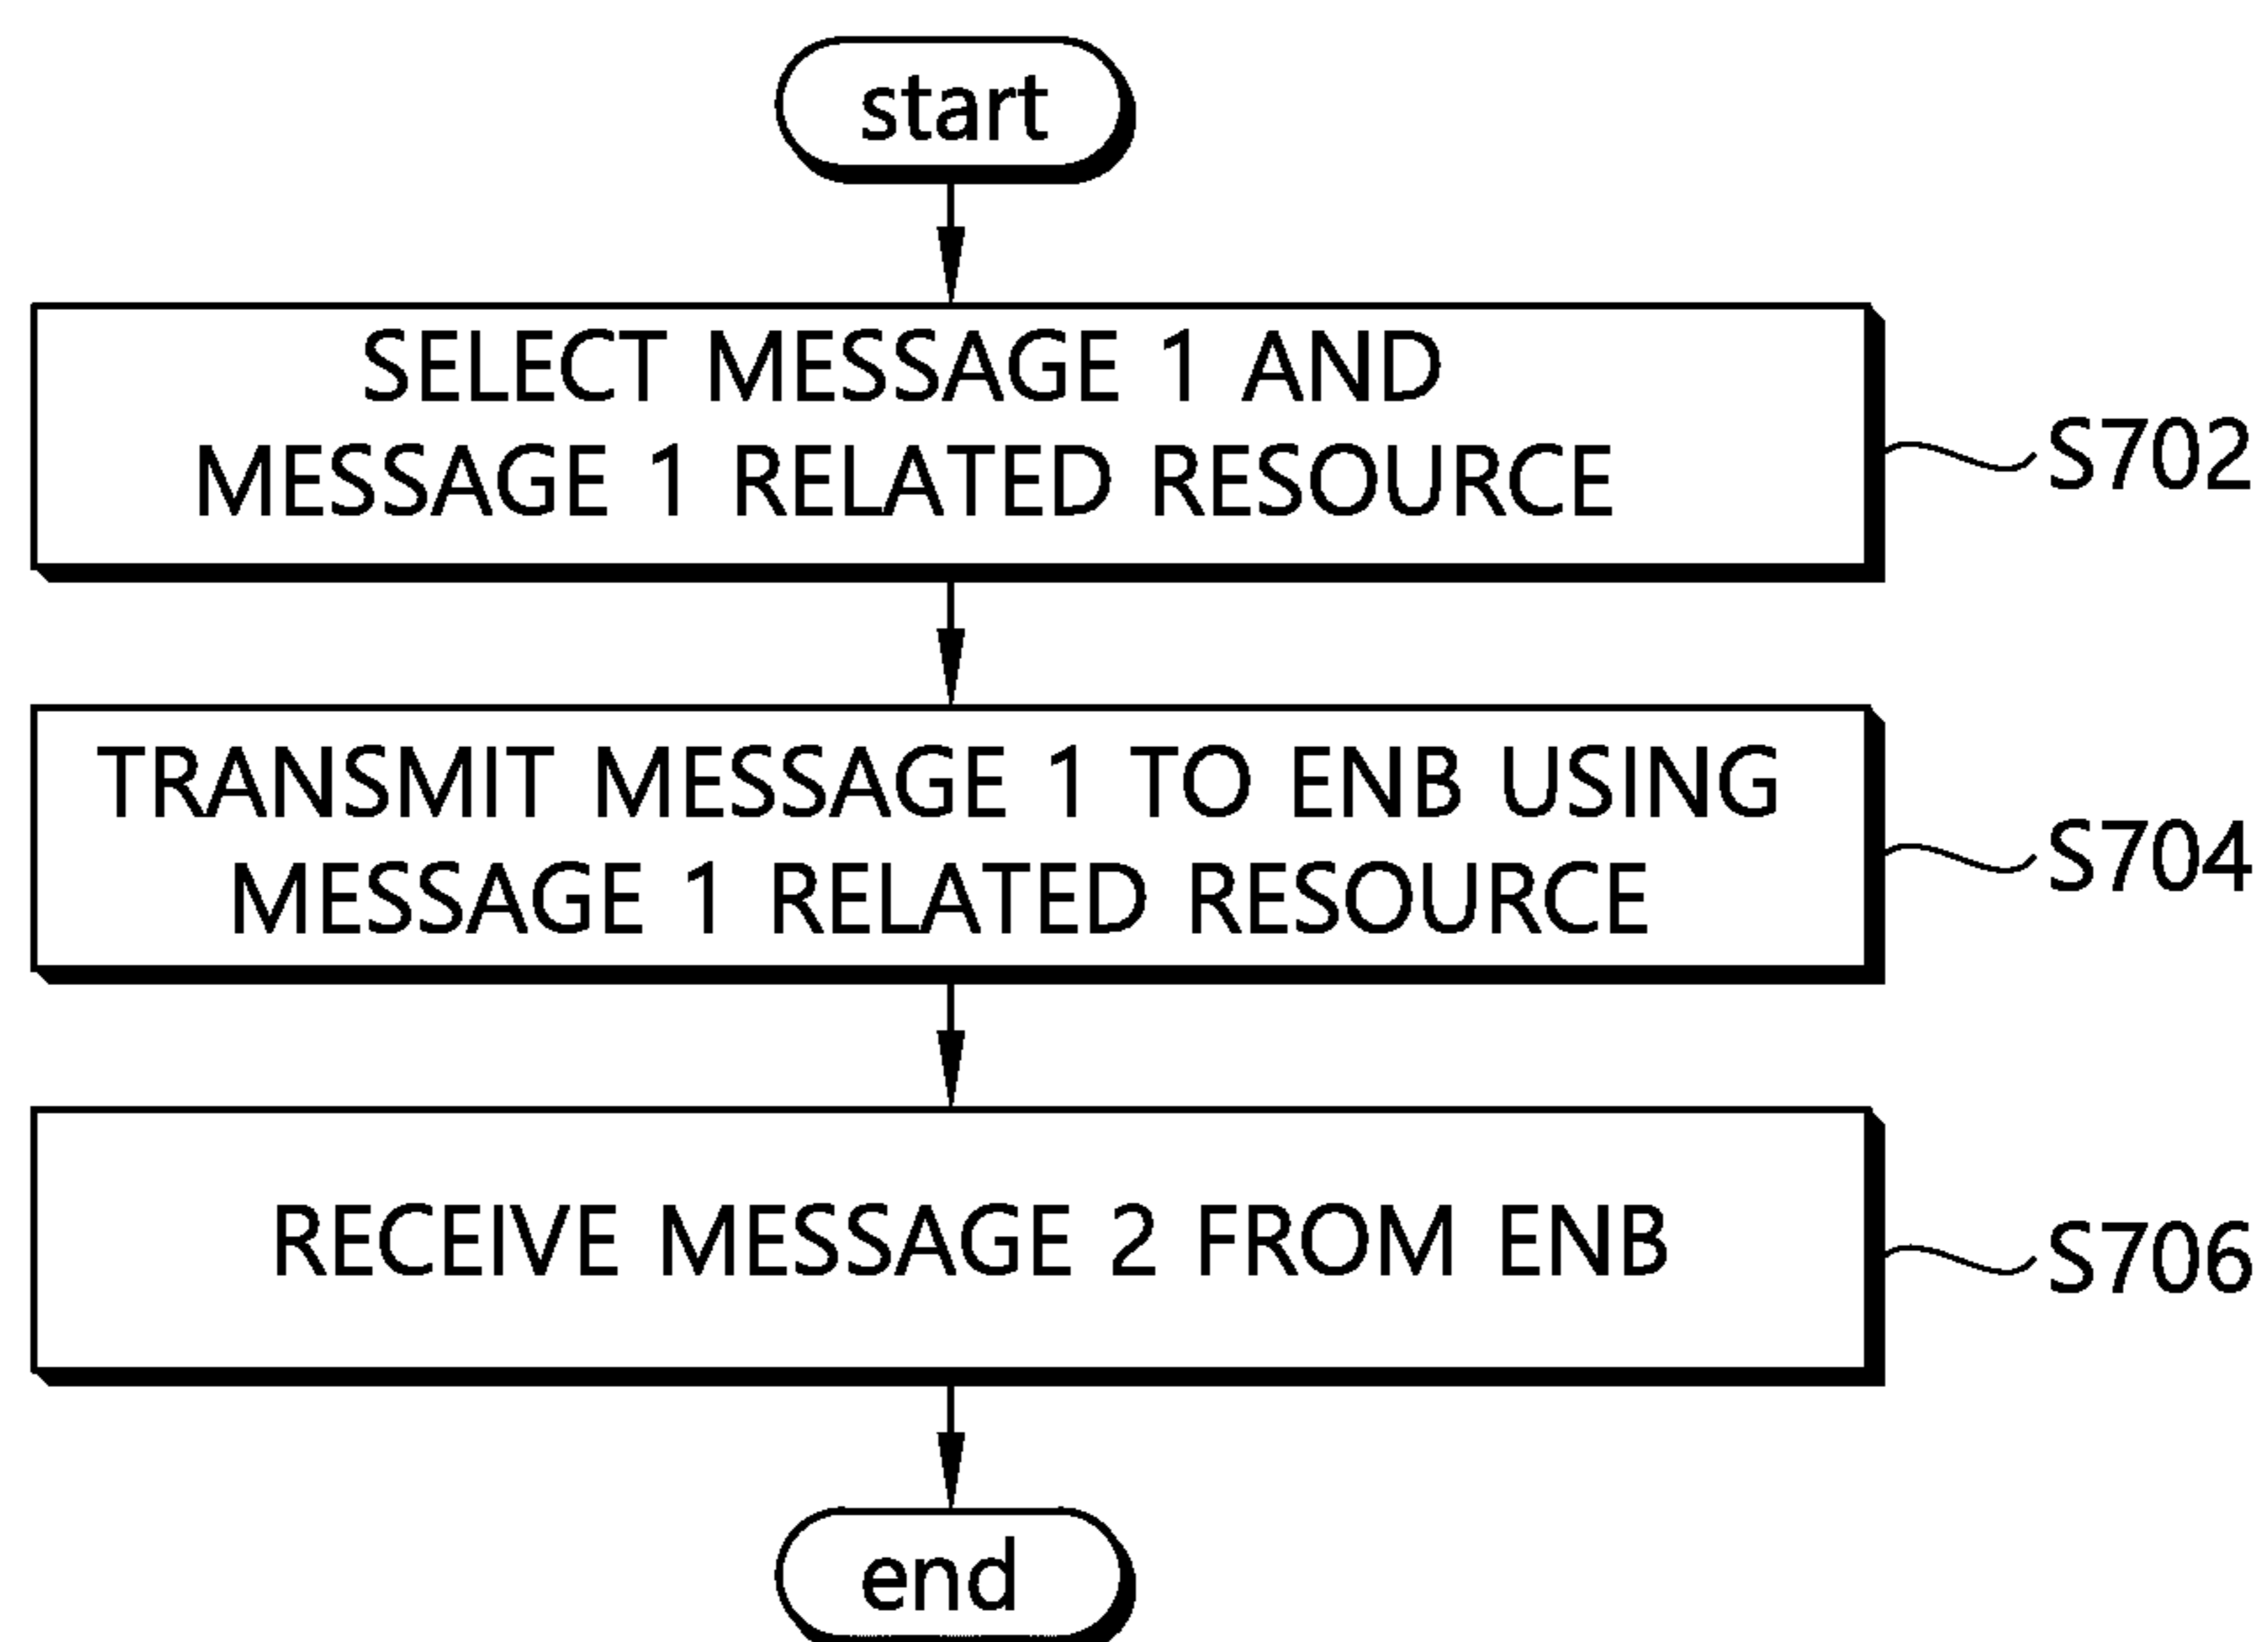 start
SELECT MESSAGE 1 AND
MESSAGE 1 RELATED RESOURCE
S702
TRANSMIT MESSAGE 1 TO ENB USING
MESSAGE 1 RELATED RESOURCE
S704
RECEIVE MESSAGE 2 FROM ENB
S706
end